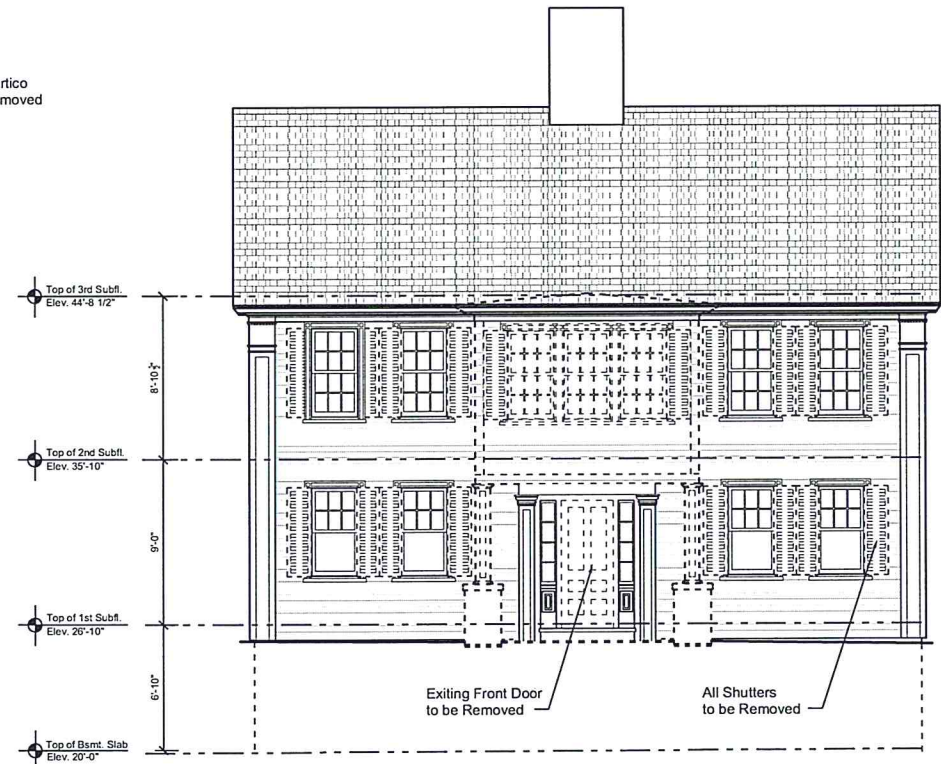 rtico
moved
Top of 3rd Subfl.
Elev. 44'-8 1/2"
8'-10 1/2"
Top of 2nd Subfl.
Elev. 35'-10"
9'-0"
Top of 1st Subfl.
Elev. 26'-10"
6'-10"
Top of Bsmt. Slab
Elev. 20'-0"
Exiting Front Door
to be Removed
All Shutters
to be Removed